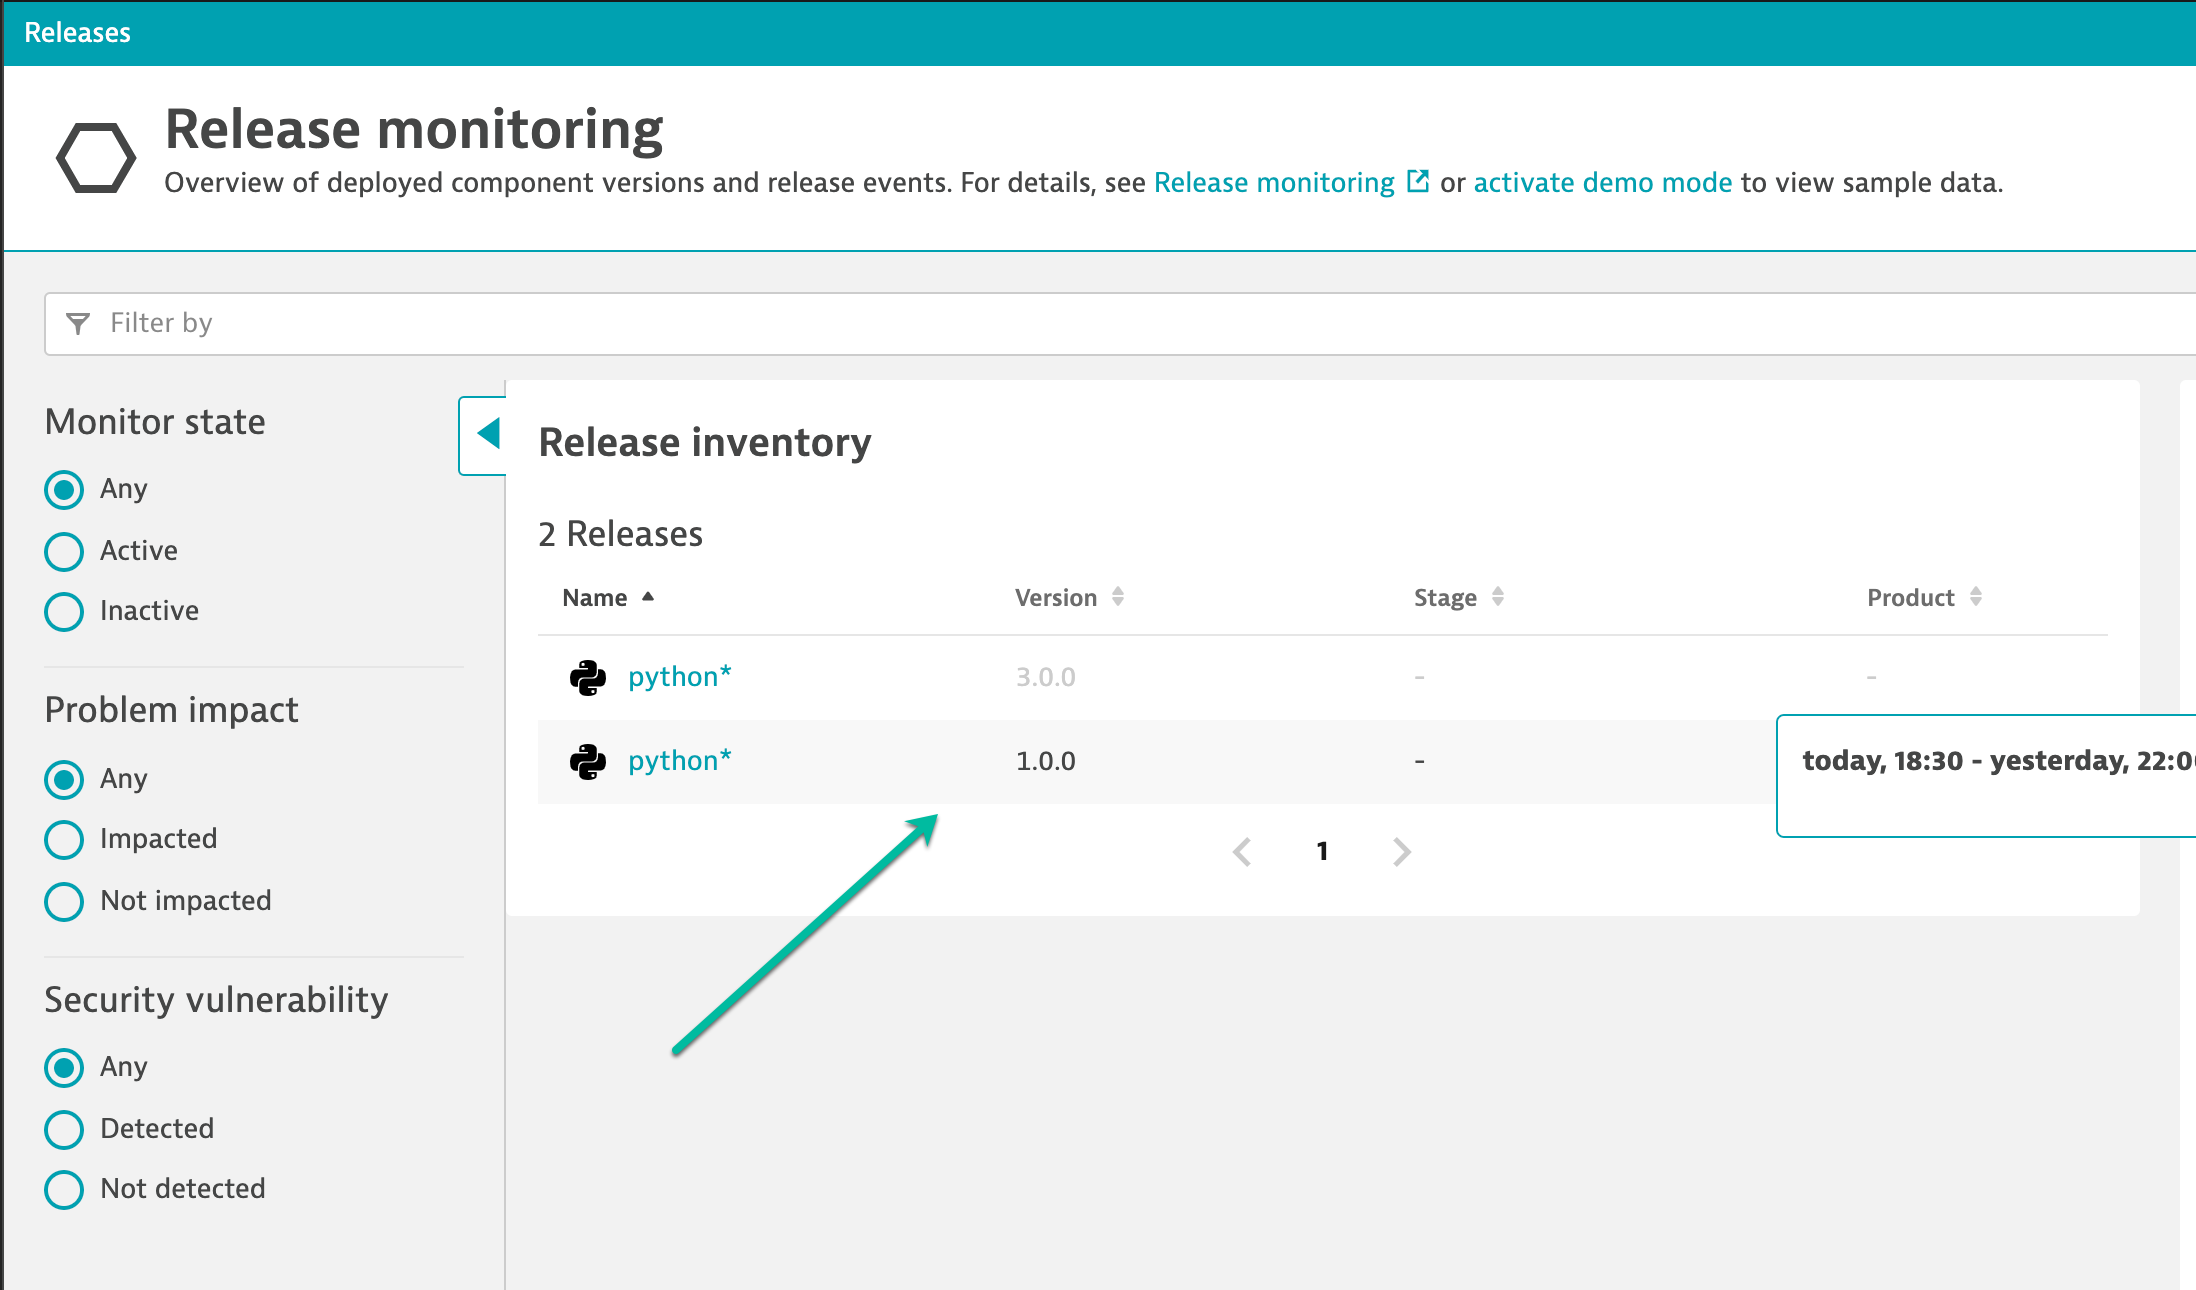 Releases
Release monitoring
Overview of deployed component versions and release events. For details, see Release monitoring or activate demo mode to view sample data.
Filter by
Monitor state
Any
Active
Inactive
Problem impact
Any
Impacted
Not impacted
Security vulnerability
Any
Detected
Not detected
Release inventory
2 Releases
Name Version Stage Product
python* 3.0.0 - -
python* 1.0.0 -
today, 18:30 - yesterday,
1